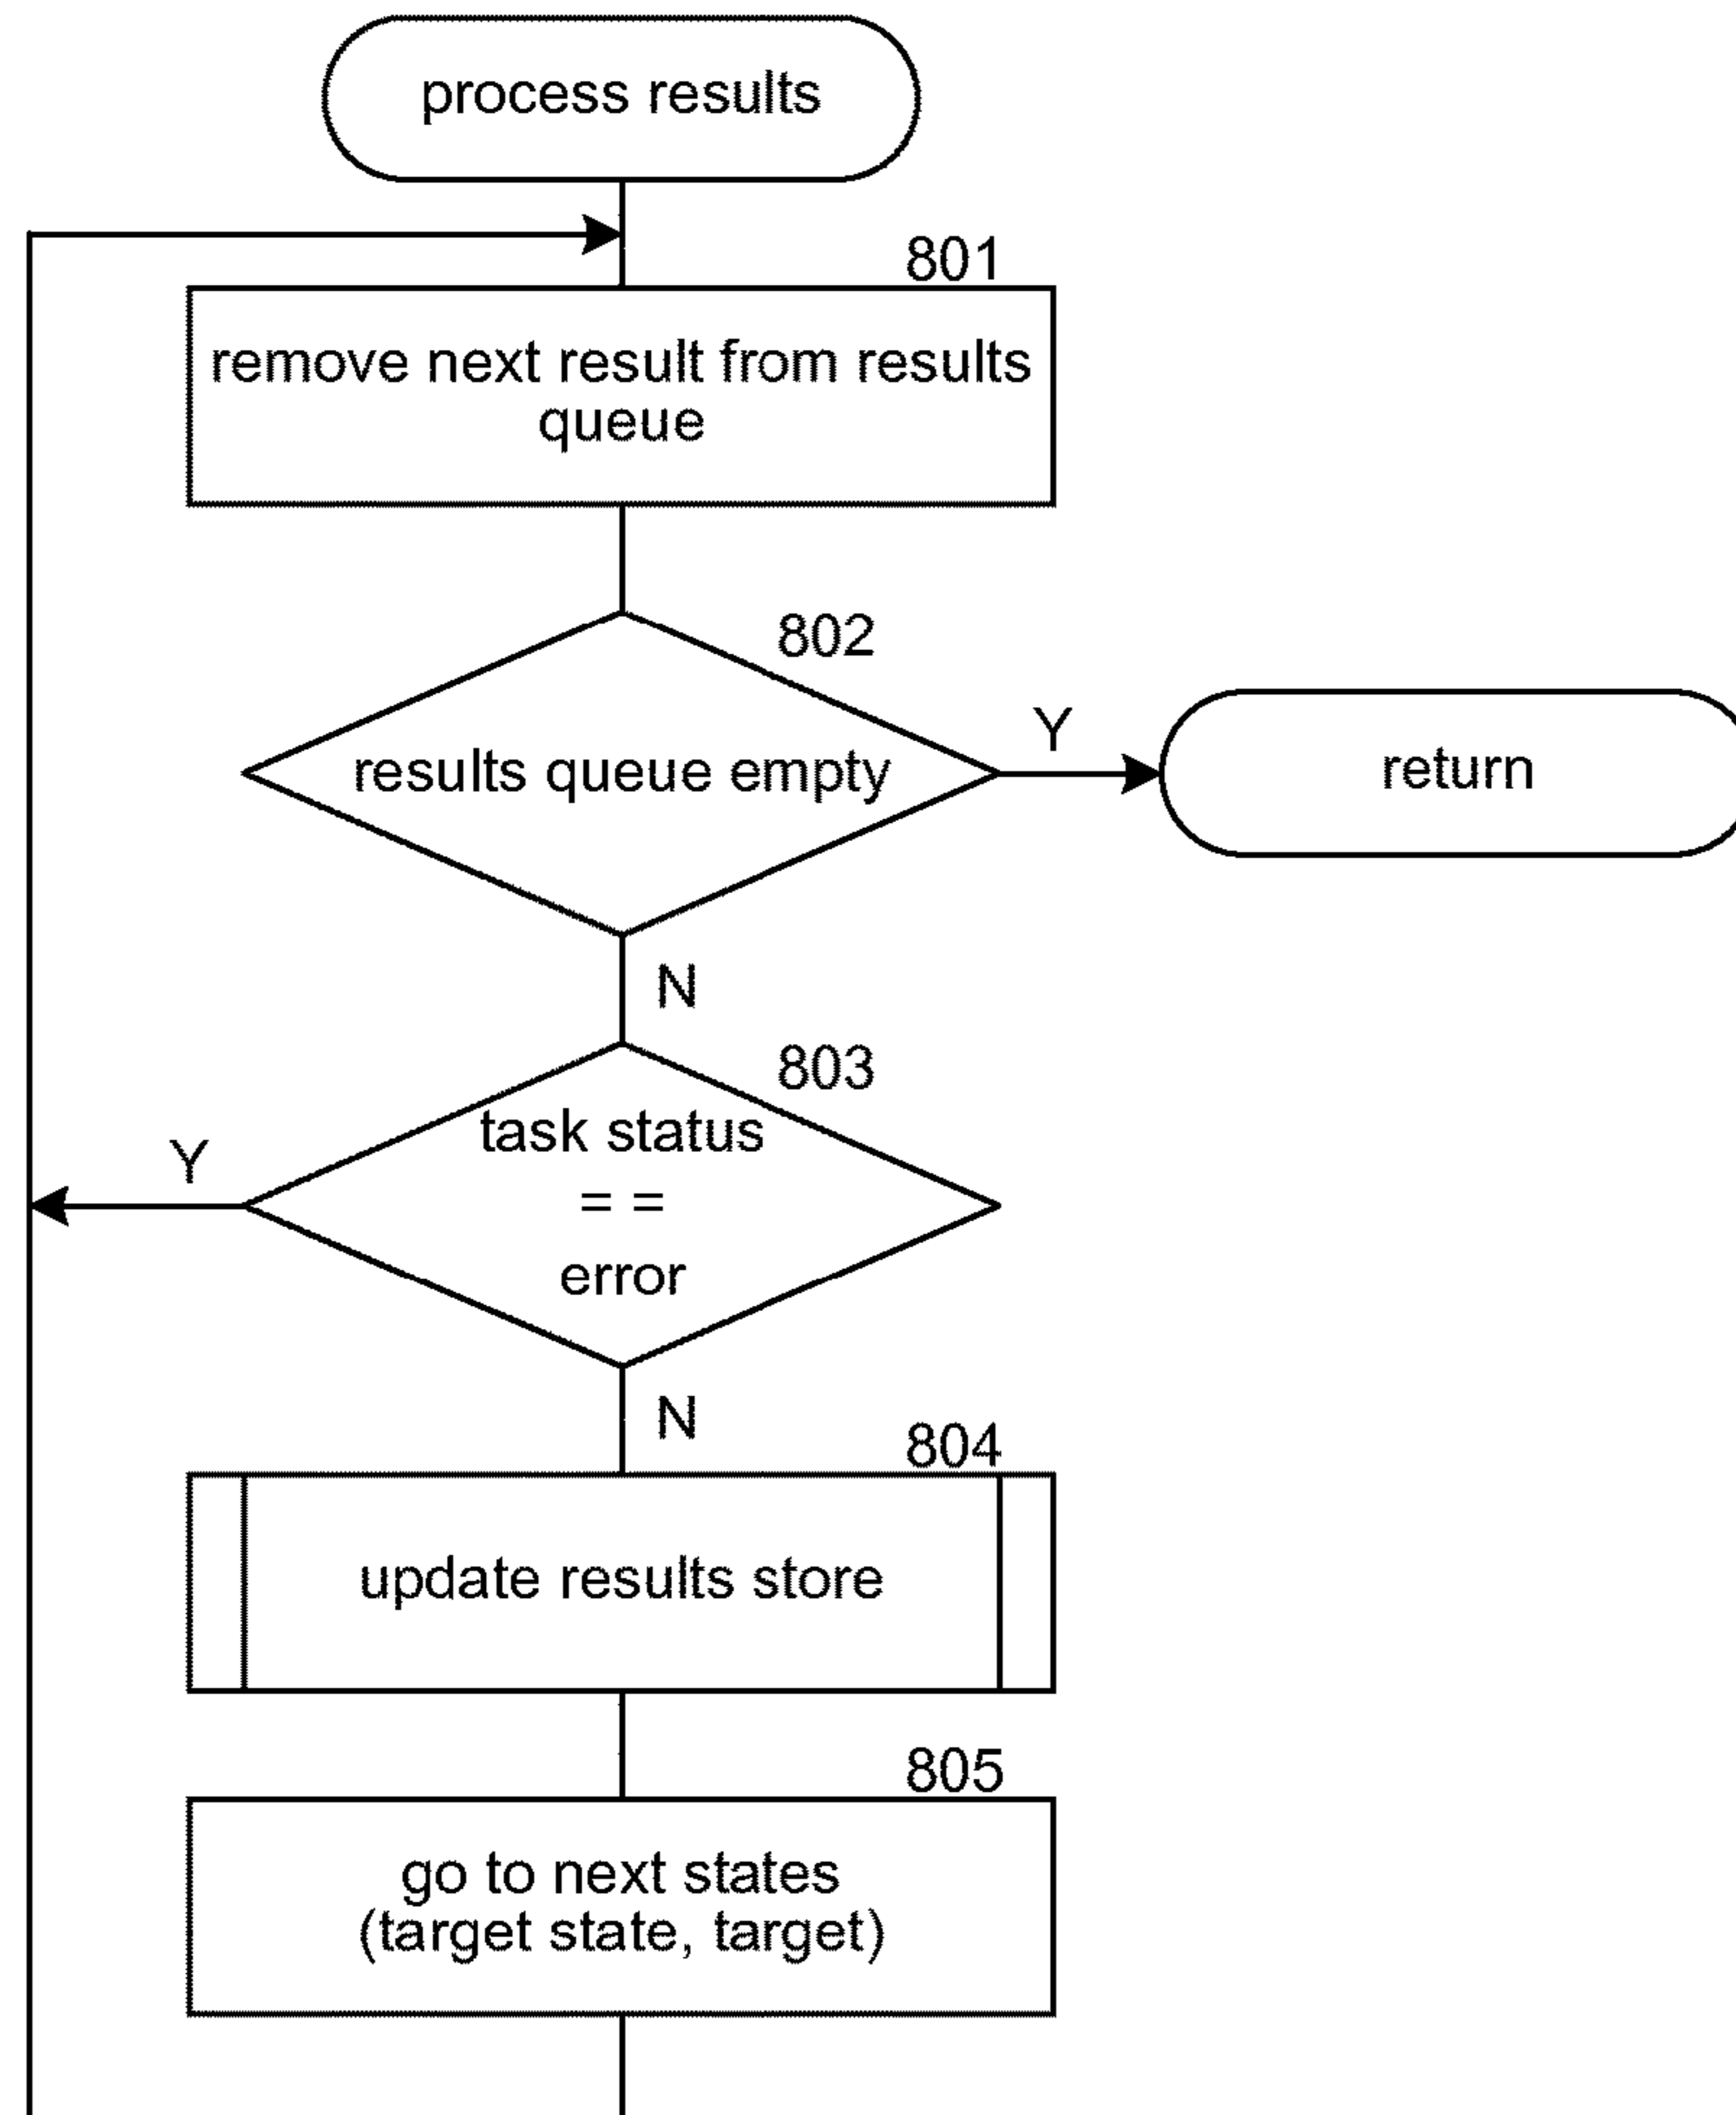 process results
801
remove next result from results
queue
802
results queue empty
Y
return
N
803
task status
= =
error
Y
N
804
update results store
805
go to next states
(target state, target)